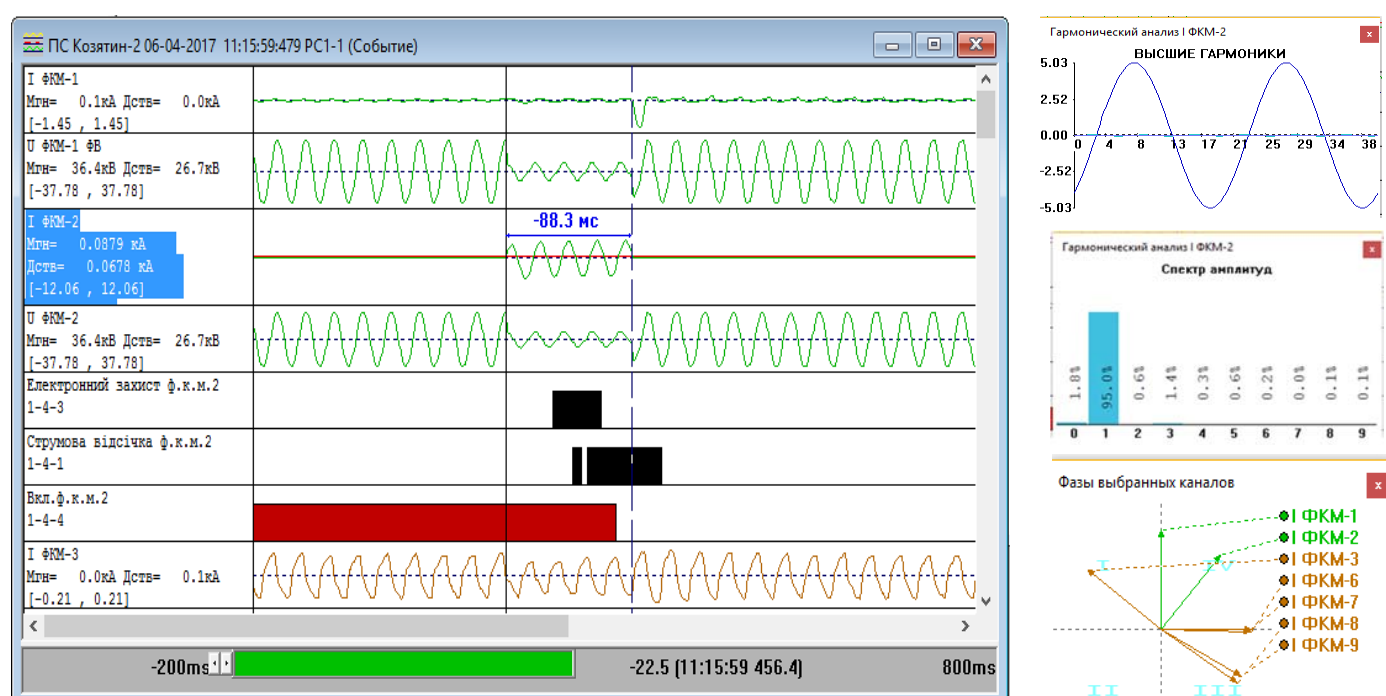 ПС Козятин-2 06-04-2017 11:15:59:479 РС1-1 (Событие)
I ФКМ-1
Мгн= 0.1кА Дств= 0.0кА
[-1.45 , 1.45]
U ФКМ-1 ФВ
Мгн= 36.4кВ Дств= 26.7кВ
[-37.78 , 37.78]
I ФКМ-2
Мгн= 0.0879 кА
Дств= 0.0678 кА
[-12.06 , 12.06]
-88.3 мс
U ФКМ-2
Мгн= 36.4кВ Дств= 26.7кВ
[-37.78 , 37.78]
Електронний захист ф.к.м.2
1-4-3
Струмова відсічка ф.к.м.2
1-4-1
Вкл.ф.к.м.2
1-4-4
I ФКМ-3
Мгн= 0.0кА Дств= 0.1кА
[-0.21 , 0.21]
-200ms
-22.5 (11:15:59 456.4)
800ms
Гармонический анализ I ФКМ-2
ВЫСШИЕ ГАРМОНИКИ
5.03
2.52
0.00
0 4 8 13 17 21 25 29 34 38
-2.52
-5.03
Гармонический анализ I ФКМ-2
Спектр амплитуд
1.8% 95.0% 0.6% 1.4% 0.3% 0.6% 0.2% 0.0% 0.1% 0.1%
0 1 2 3 4 5 6 7 8 9
Фазы выбранных каналов
I ФКМ-1
I ФКМ-2
I ФКМ-3
I ФКМ-6
I ФКМ-7
I ФКМ-8
I ФКМ-9
I IV
II III